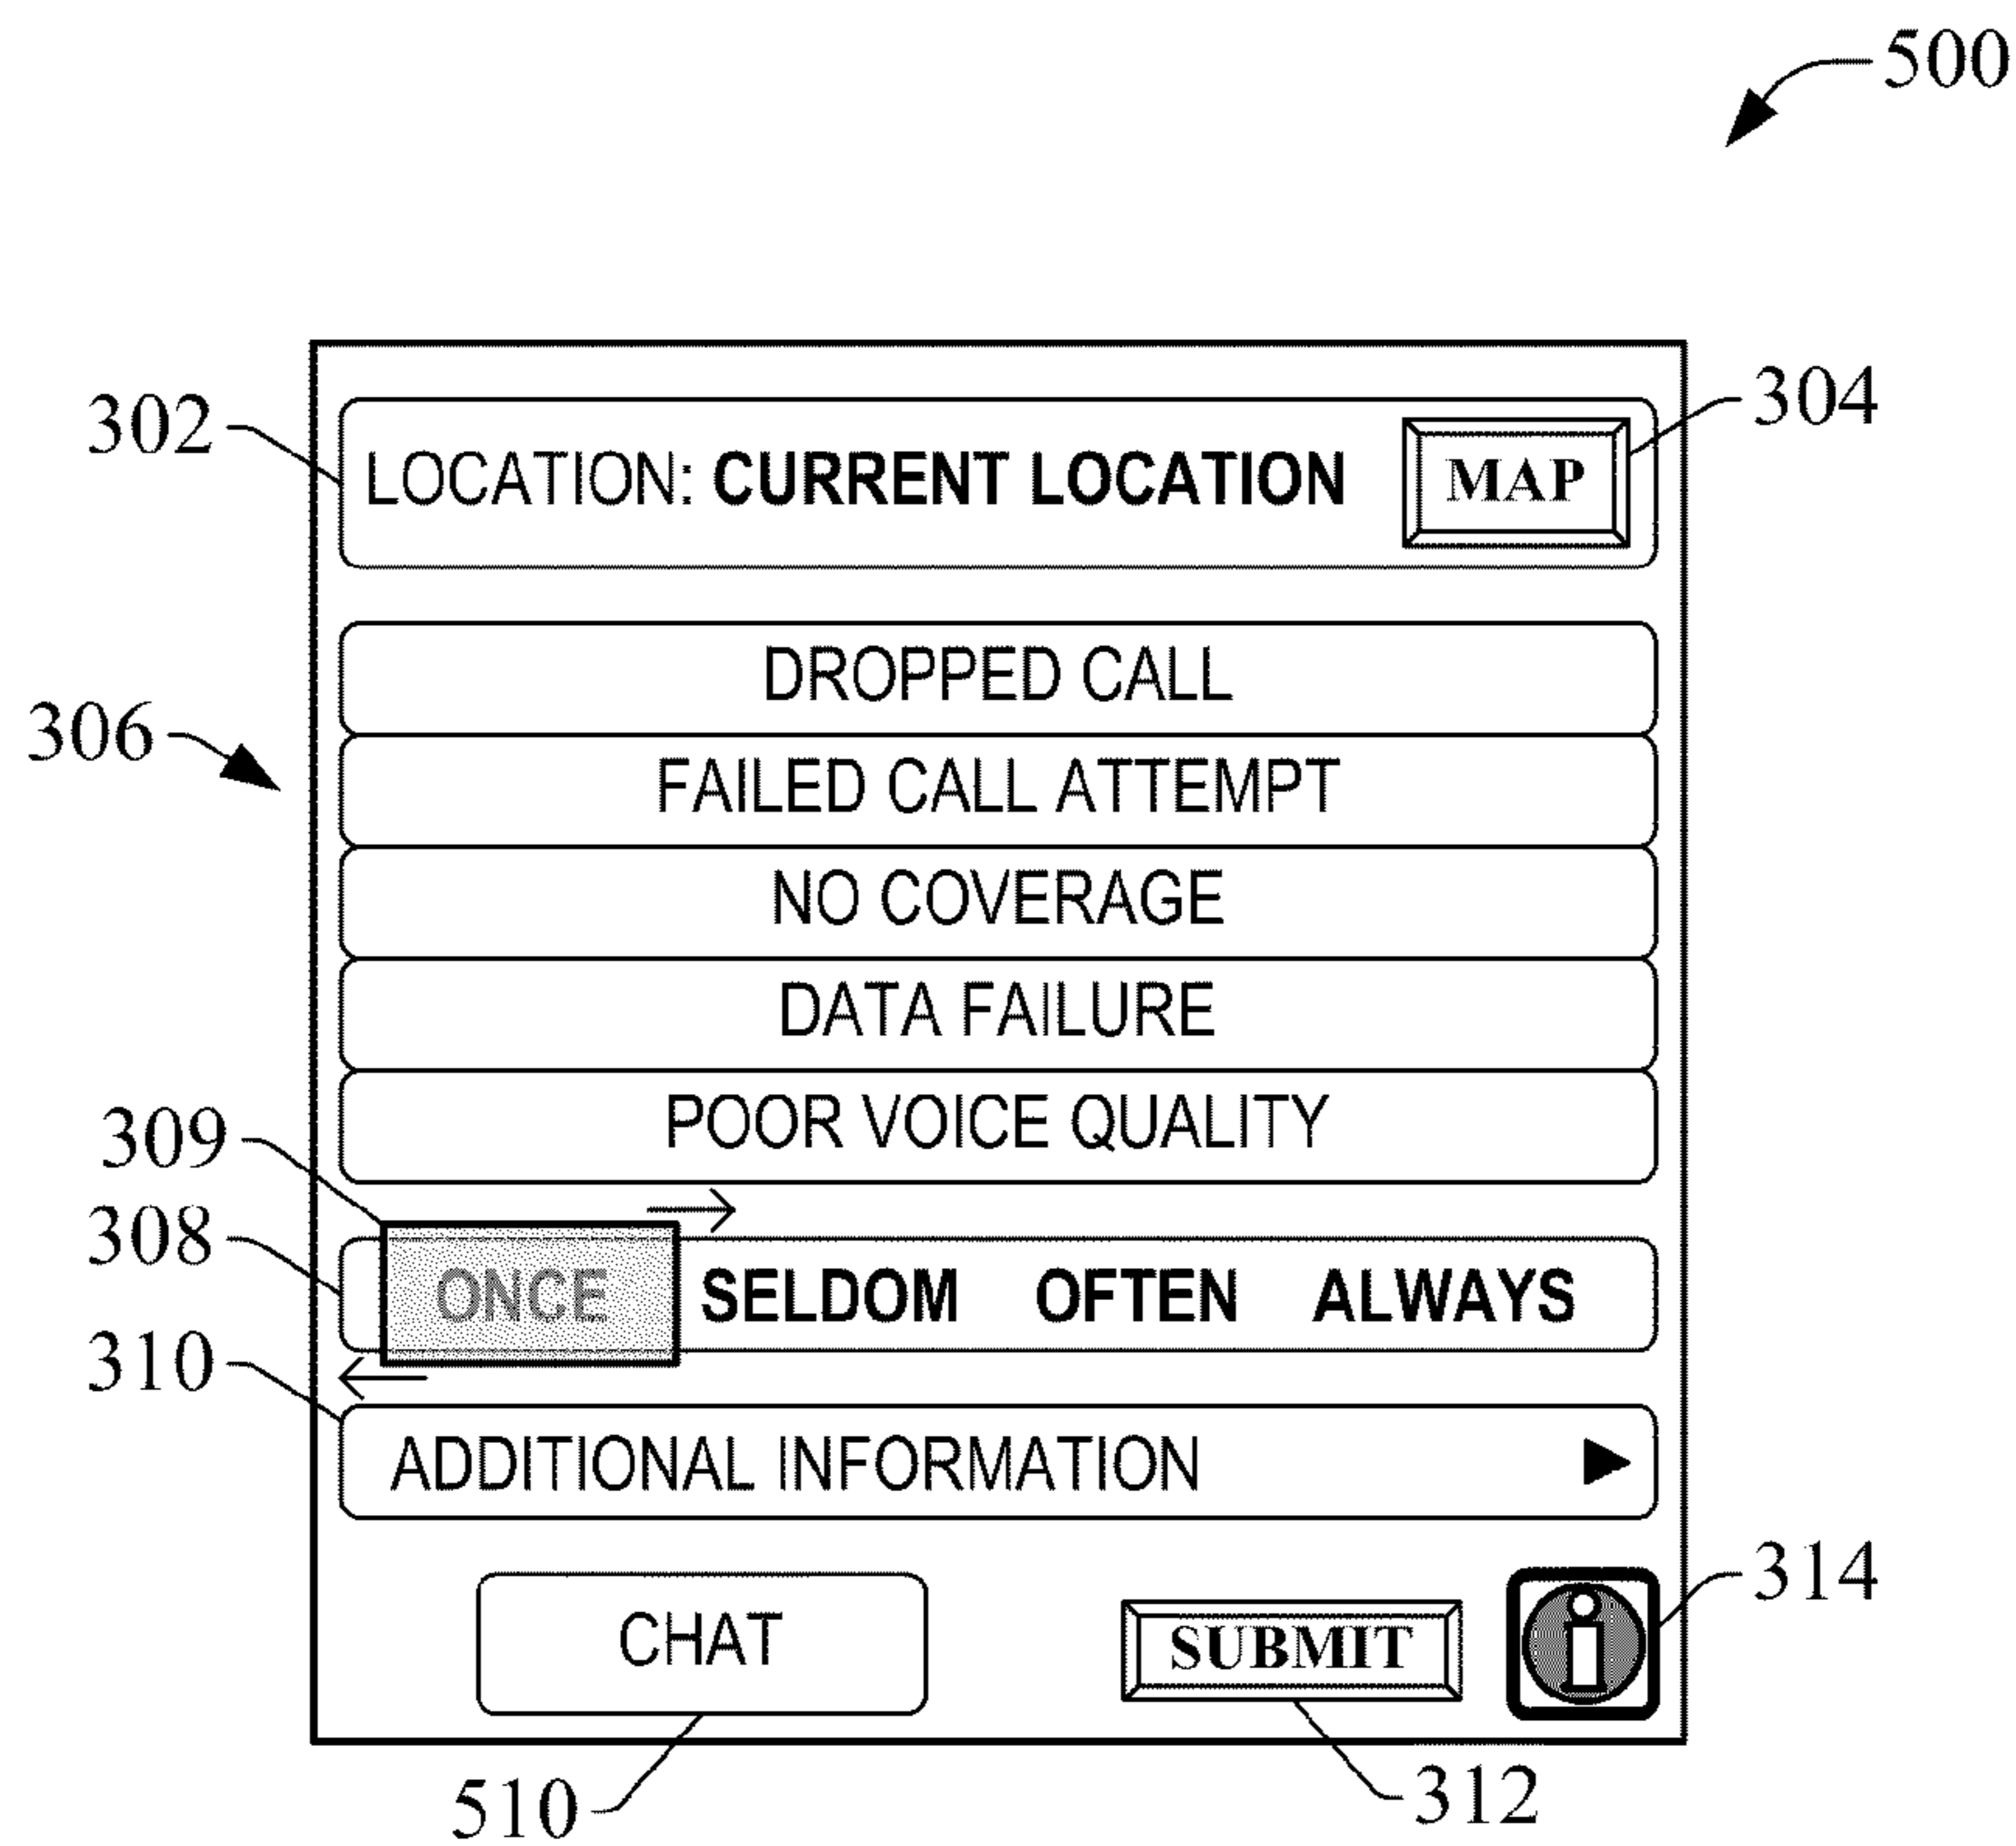 500
302
LOCATION: CURRENT LOCATION
MAP
304
306
DROPPED CALL
FAILED CALL ATTEMPT
NO COVERAGE
DATA FAILURE
POOR VOICE QUALITY
309
308
ONCE SELDOM OFTEN ALWAYS
310
ADDITIONAL INFORMATION
CHAT
SUBMIT
i
314
510
312